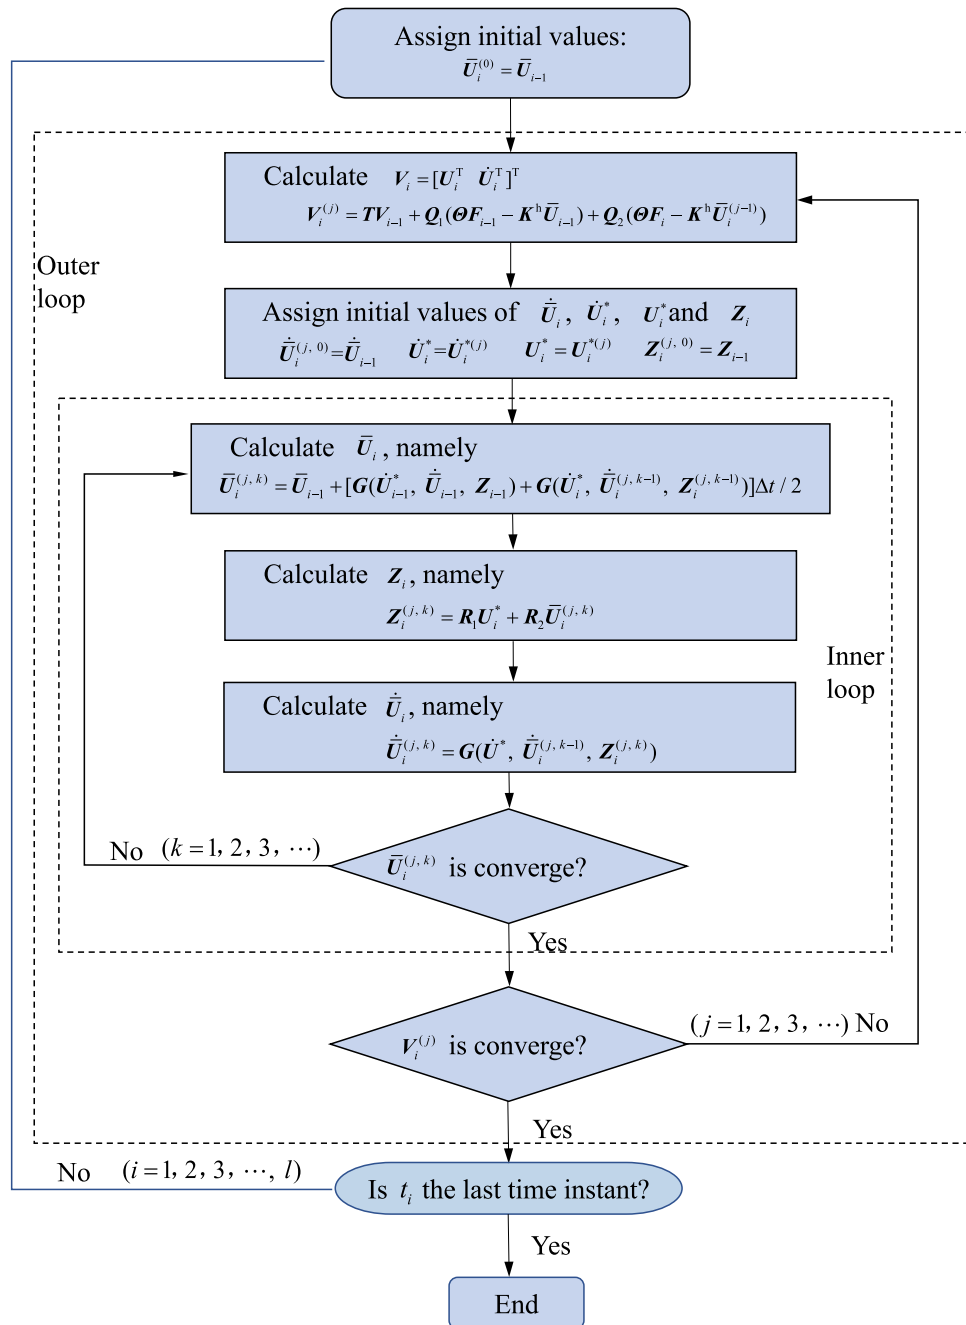 Assign initial values:
Ū_i^(0) = Ū_{i−1}
Calculate V_i = [U_i^T U̇_i^T]^T
V_i^(j) = TV_{i−1} + Q_1(ΘF_{i−1} − K^h Ū_{i−1}) + Q_2(ΘF_i − K^h Ū_i^(j−1))
Outer
loop
Assign initial values of U̇̄_i, U̇_i^*, U_i^* and Z_i
U̇̄_i^(j, 0) = U̇̄_{i−1} U̇_i^* = U̇_i^{*(j)} U_i^* = U_i^{*(j)} Z_i^(j, 0) = Z_{i−1}
Calculate Ū_i, namely
Ū_i^(j, k) = Ū_{i−1} + [G(U̇_{i−1}^*, U̇̄_{i−1}, Z_{i−1}) + G(U̇_i^*, U̇̄_i^(j, k−1), Z_i^(j, k−1))]Δt / 2
Calculate Z_i, namely
Z_i^(j, k) = R_1 U_i^* + R_2 Ū_i^(j, k)
Inner
loop
Calculate U̇̄_i, namely
U̇̄_i^(j, k) = G(U̇^*, U̇̄_i^(j, k−1), Z_i^(j, k))
No (k = 1, 2, 3, ⋯)
Ū_i^(j, k) is converge?
Yes
(j = 1, 2, 3, ⋯) No
V_i^(j) is converge?
Yes
No (i = 1, 2, 3, ⋯, l)
Is t_i the last time instant?
Yes
End